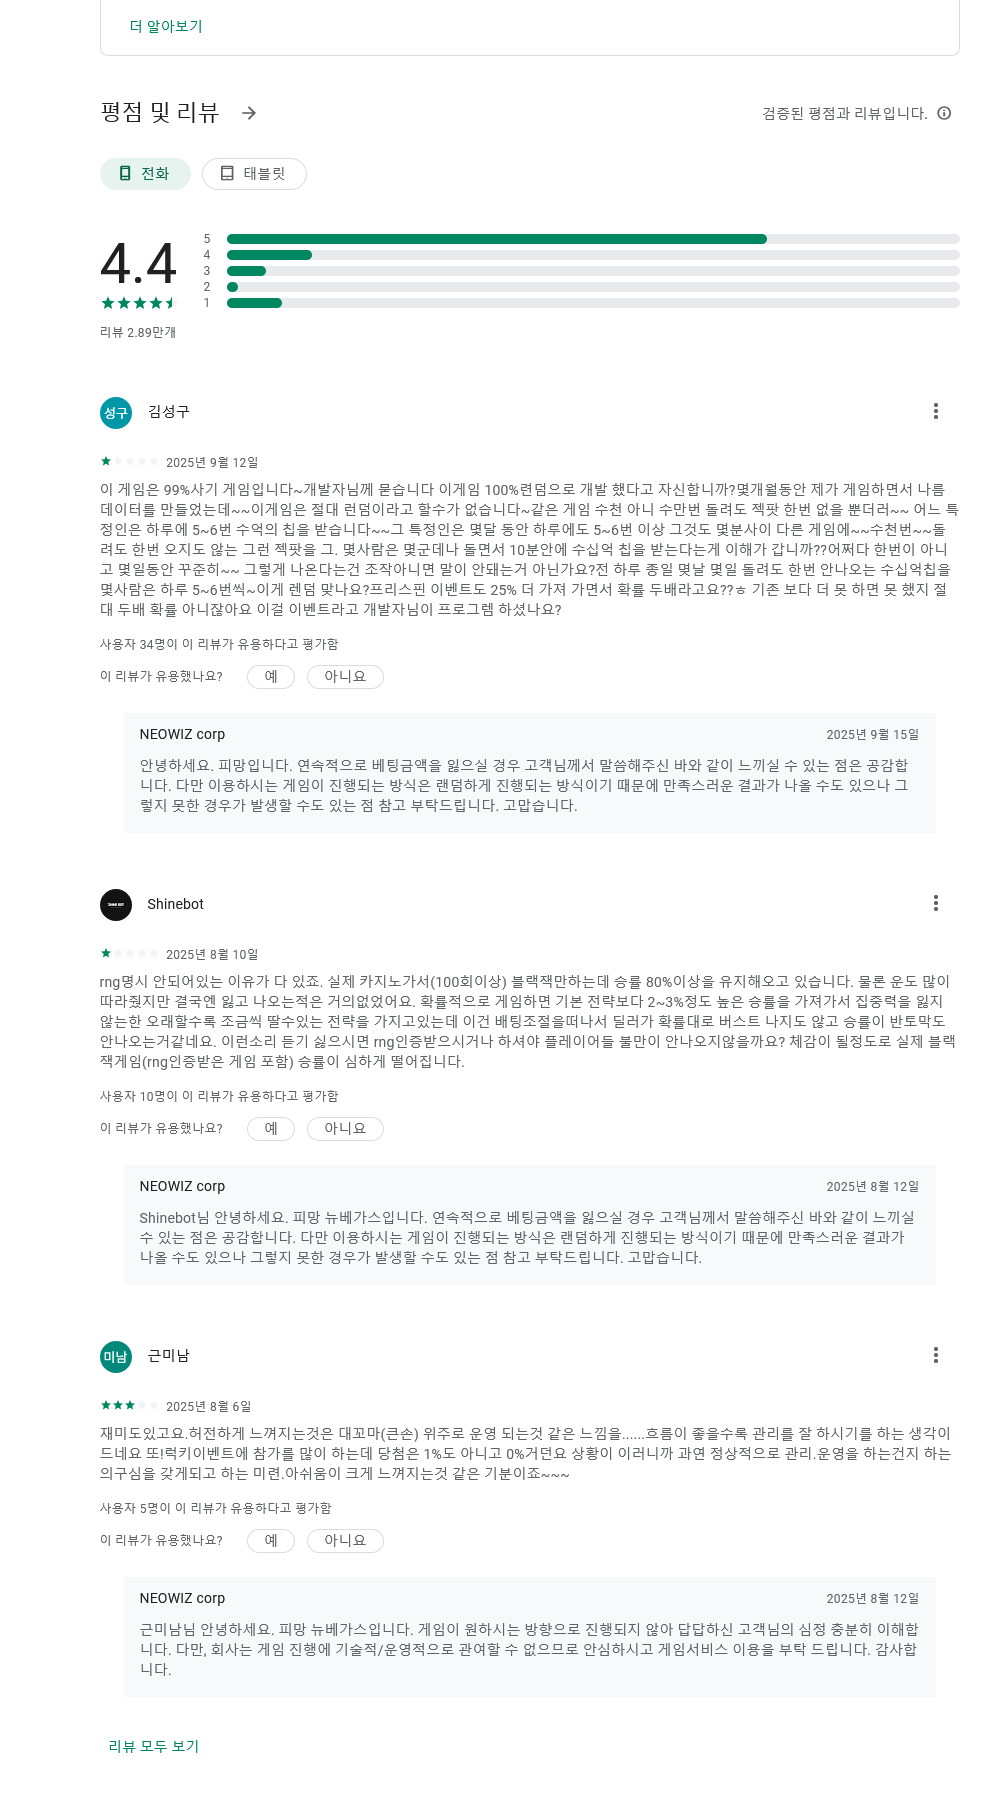 더 알아보기
평점 및 리뷰
검증된 평점과 리뷰입니다.
전화
태블릿
4.4
5
4
3
2
1
리뷰 2.89만개
성구
김성구
2025년 9월 12일
이 게임은 99%사기 게임입니다~개발자님께 묻습니다 이게임 100%련덤으로 개발 했다고 자신합니까?몇개월동안 제가 게임하면서 나름
데이터를 만들었는데~~이게임은 절대 런덤이라고 할수가 없습니다~같은 게임 수천 아니 수만번 돌려도 젝팟 한번 없을 뿐더러~~ 어느 특
정인은 하루에 5~6번 수억의 칩을 받습니다~~그 특정인은 몇달 동안 하루에도 5~6번 이상 그것도 몇분사이 다른 게임에~~수천번~~돌
려도 한번 오지도 않는 그런 젝팟을 그. 몇사람은 몇군데나 돌면서 10분안에 수십억 칩을 받는다는게 이해가 갑니까??어쩌다 한번이 아니
고 몇일동안 꾸준히~~ 그렇게 나온다는건 조작아니면 말이 안돼는거 아닌가요?전 하루 종일 몇날 몇일 돌려도 한번 안나오는 수십억칩을
몇사람은 하루 5~6번씩~이게 렌덤 맞나요?프리스핀 이벤트도 25% 더 가져 가면서 확률 두배라고요??ㅎ 기존 보다 더 못 하면 못 했지 절
대 두배 확률 아니잖아요 이걸 이벤트라고 개발자님이 프로그렘 하셨나요?
사용자 34명이 이 리뷰가 유용하다고 평가함
이 리뷰가 유용했나요?
예
아니요
NEOWIZ corp
2025년 9월 15일
안녕하세요. 피망입니다. 연속적으로 베팅금액을 잃으실 경우 고객님께서 말씀해주신 바와 같이 느끼실 수 있는 점은 공감합
니다. 다만 이용하시는 게임이 진행되는 방식은 랜덤하게 진행되는 방식이기 때문에 만족스러운 결과가 나올 수도 있으나 그
렇지 못한 경우가 발생할 수도 있는 점 참고 부탁드립니다. 고맙습니다.
Shinebot
2025년 8월 10일
rng명시 안되어있는 이유가 다 있죠. 실제 카지노가서(100회이상) 블랙잭만하는데 승률 80%이상을 유지해오고 있습니다. 물론 운도 많이
따라줬지만 결국엔 잃고 나오는적은 거의없었어요. 확률적으로 게임하면 기본 전략보다 2~3%정도 높은 승률을 가져가서 집중력을 잃지
않는한 오래할수록 조금씩 딸수있는 전략을 가지고있는데 이건 배팅조절을떠나서 딜러가 확률대로 버스트 나지도 않고 승률이 반토막도
안나오는거같네요. 이런소리 듣기 싫으시면 rng인증받으시거나 하셔야 플레이어들 불만이 안나오지않을까요? 체감이 될정도로 실제 블랙
잭게임(rng인증받은 게임 포함) 승률이 심하게 떨어집니다.
사용자 10명이 이 리뷰가 유용하다고 평가함
이 리뷰가 유용했나요?
예
아니요
NEOWIZ corp
2025년 8월 12일
Shinebot님 안녕하세요. 피망 뉴베가스입니다. 연속적으로 베팅금액을 잃으실 경우 고객님께서 말씀해주신 바와 같이 느끼실
수 있는 점은 공감합니다. 다만 이용하시는 게임이 진행되는 방식은 랜덤하게 진행되는 방식이기 때문에 만족스러운 결과가
나올 수도 있으나 그렇지 못한 경우가 발생할 수도 있는 점 참고 부탁드립니다. 고맙습니다.
미남
근미남
2025년 8월 6일
재미도있고요.허전하게 느껴지는것은 대꼬마(큰손) 위주로 운영 되는것 같은 느낌을......흐름이 좋을수록 관리를 잘 하시기를 하는 생각이
드네요 또!럭키이벤트에 참가를 많이 하는데 당첨은 1%도 아니고 0%거던요 상황이 이러니까 과연 정상적으로 관리.운영을 하는건지 하는
의구심을 갖게되고 하는 미련.아쉬움이 크게 느껴지는것 같은 기분이죠~~~
사용자 5명이 이 리뷰가 유용하다고 평가함
이 리뷰가 유용했나요?
예
아니요
NEOWIZ corp
2025년 8월 12일
근미남님 안녕하세요. 피망 뉴베가스입니다. 게임이 원하시는 방향으로 진행되지 않아 답답하신 고객님의 심정 충분히 이해합
니다. 다만, 회사는 게임 진행에 기술적/운영적으로 관여할 수 없으므로 안심하시고 게임서비스 이용을 부탁 드립니다. 감사합
니다.
리뷰 모두 보기